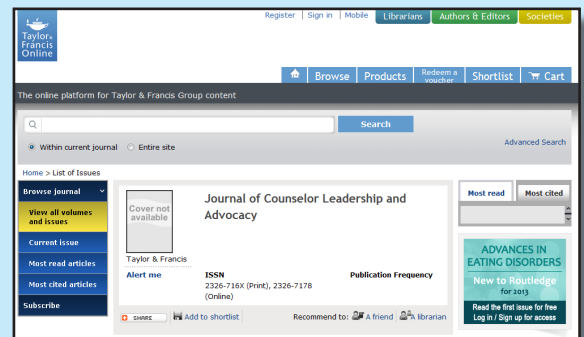 Register | Sign in | Mobile Librarians Authors & Editors Societies
Taylor & Francis Online
Browse Products Redeem a voucher Shortlist Cart
The online platform for Taylor & Francis Group content
Search
Within current journal Entire site
Advanced Search
Home > List of Issues
Browse journal
View all volumes and issues
Current issue
Most read articles
Most cited articles
Subscribe
Cover not available
Taylor & Francis
Alert me
Journal of Counselor Leadership and
Advocacy
ISSN
2326-716X (Print), 2326-7178
(Online)
Publication Frequency
SHARE Add to shortlist Recommend to: A friend A librarian
Most read Most cited
ADVANCES IN
EATING DISORDERS
New to Routledge
for 2013
Read the first issue for free
Log in / Sign up for access